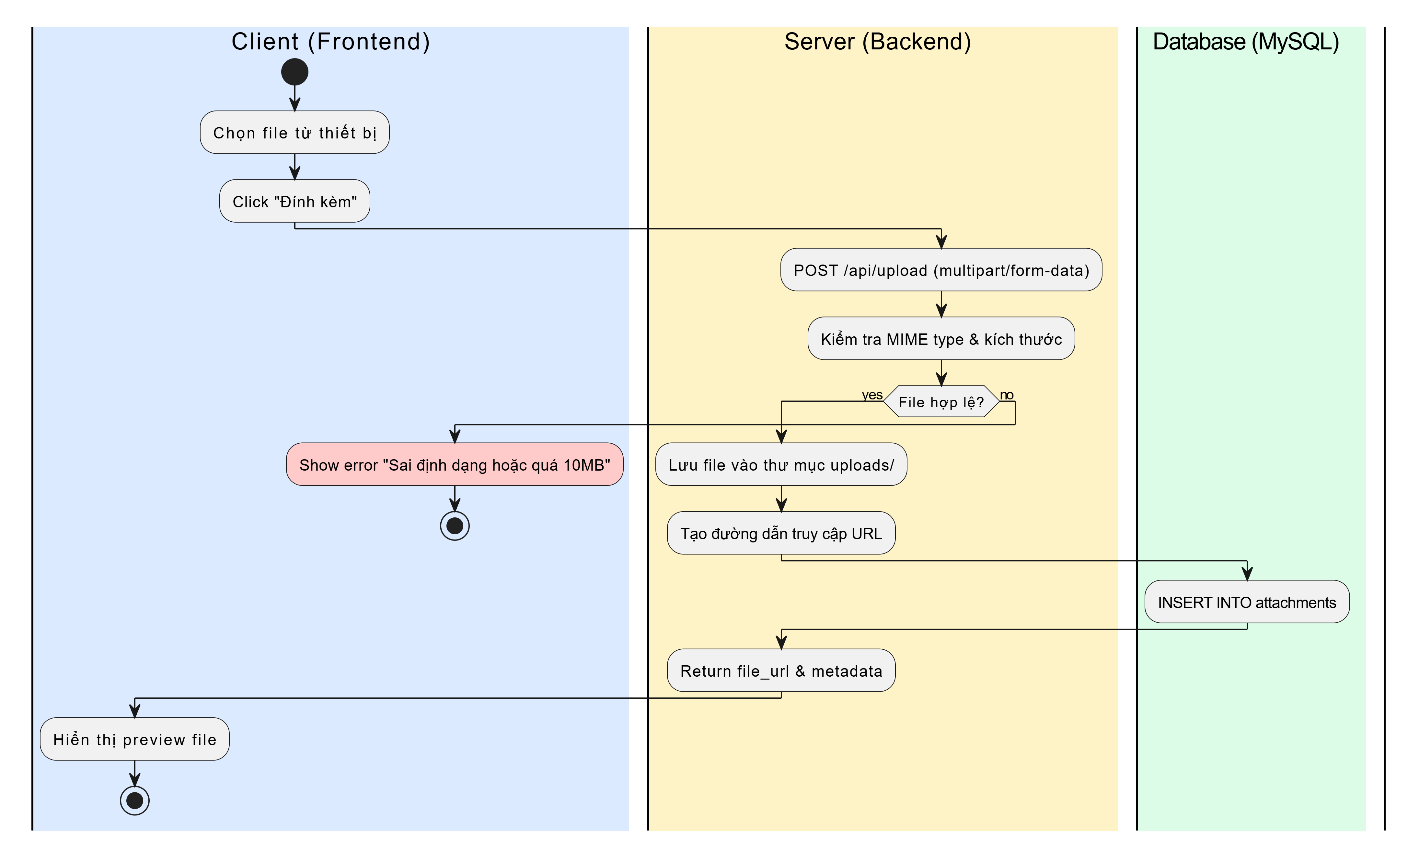 Client (Frontend)
Server (Backend)
Database (MySQL)
Chọn file từ thiết bị
Click "Đính kèm"
POST /api/upload (multipart/form-data)
Kiểm tra MIME type & kích thước
yes
File hợp lệ?
no
Show error "Sai định dạng hoặc quá 10MB"
Lưu file vào thư mục uploads/
Tạo đường dẫn truy cập URL
INSERT INTO attachments
Return file_url & metadata
Hiển thị preview file